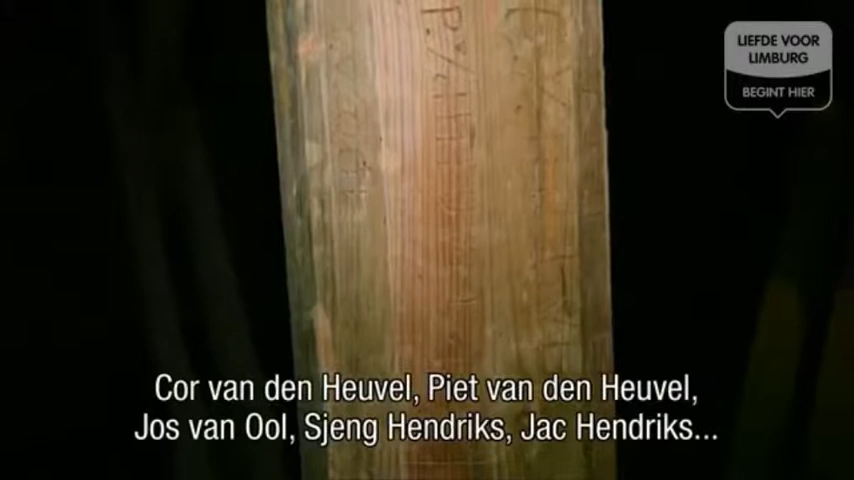 LIEFDE VOOR
LIMBURG
BEGINT HIER
Cor van den Heuvel, Piet van den Heuvel,
Jos van Ool, Sjeng Hendriks, Jac Hendriks...